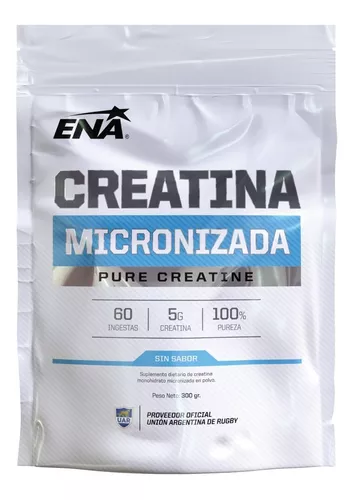 ENA®
CREATINA
MICRONIZADA
PURE CREATINE
60 INGESTAS
5G CREATINA
100% PUREZA
SIN SABOR
Suplemento dietario de creatina
monohidrato micronizada en polvo.
Peso Neto: 300 gr.
UAR
PROVEEDOR OFICIAL
UNIÓN ARGENTINA DE RUGBY